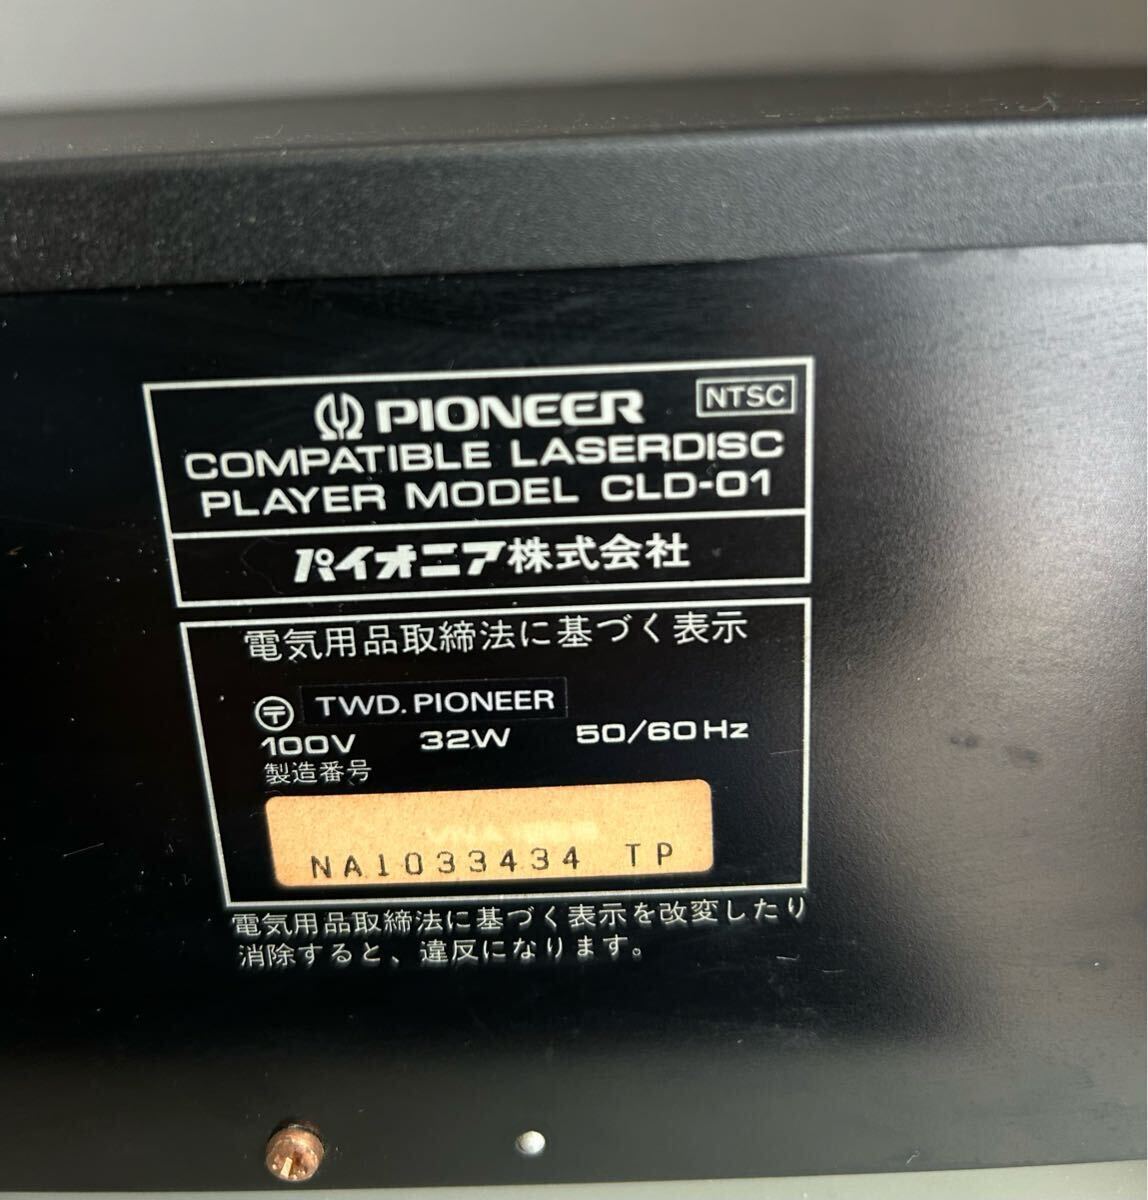 PIONEER NTSC
COMPATIBLE LASERDISC
PLAYER MODEL CLD-01
パイオニア株式会社
電気用品取締法に基づく表示
〒 TWD. PIONEER
100V 32W 50/60Hz
製造番号
NA1033434 TP
電気用品取締法に基づく表示を改変したり
消除すると、違反になります。